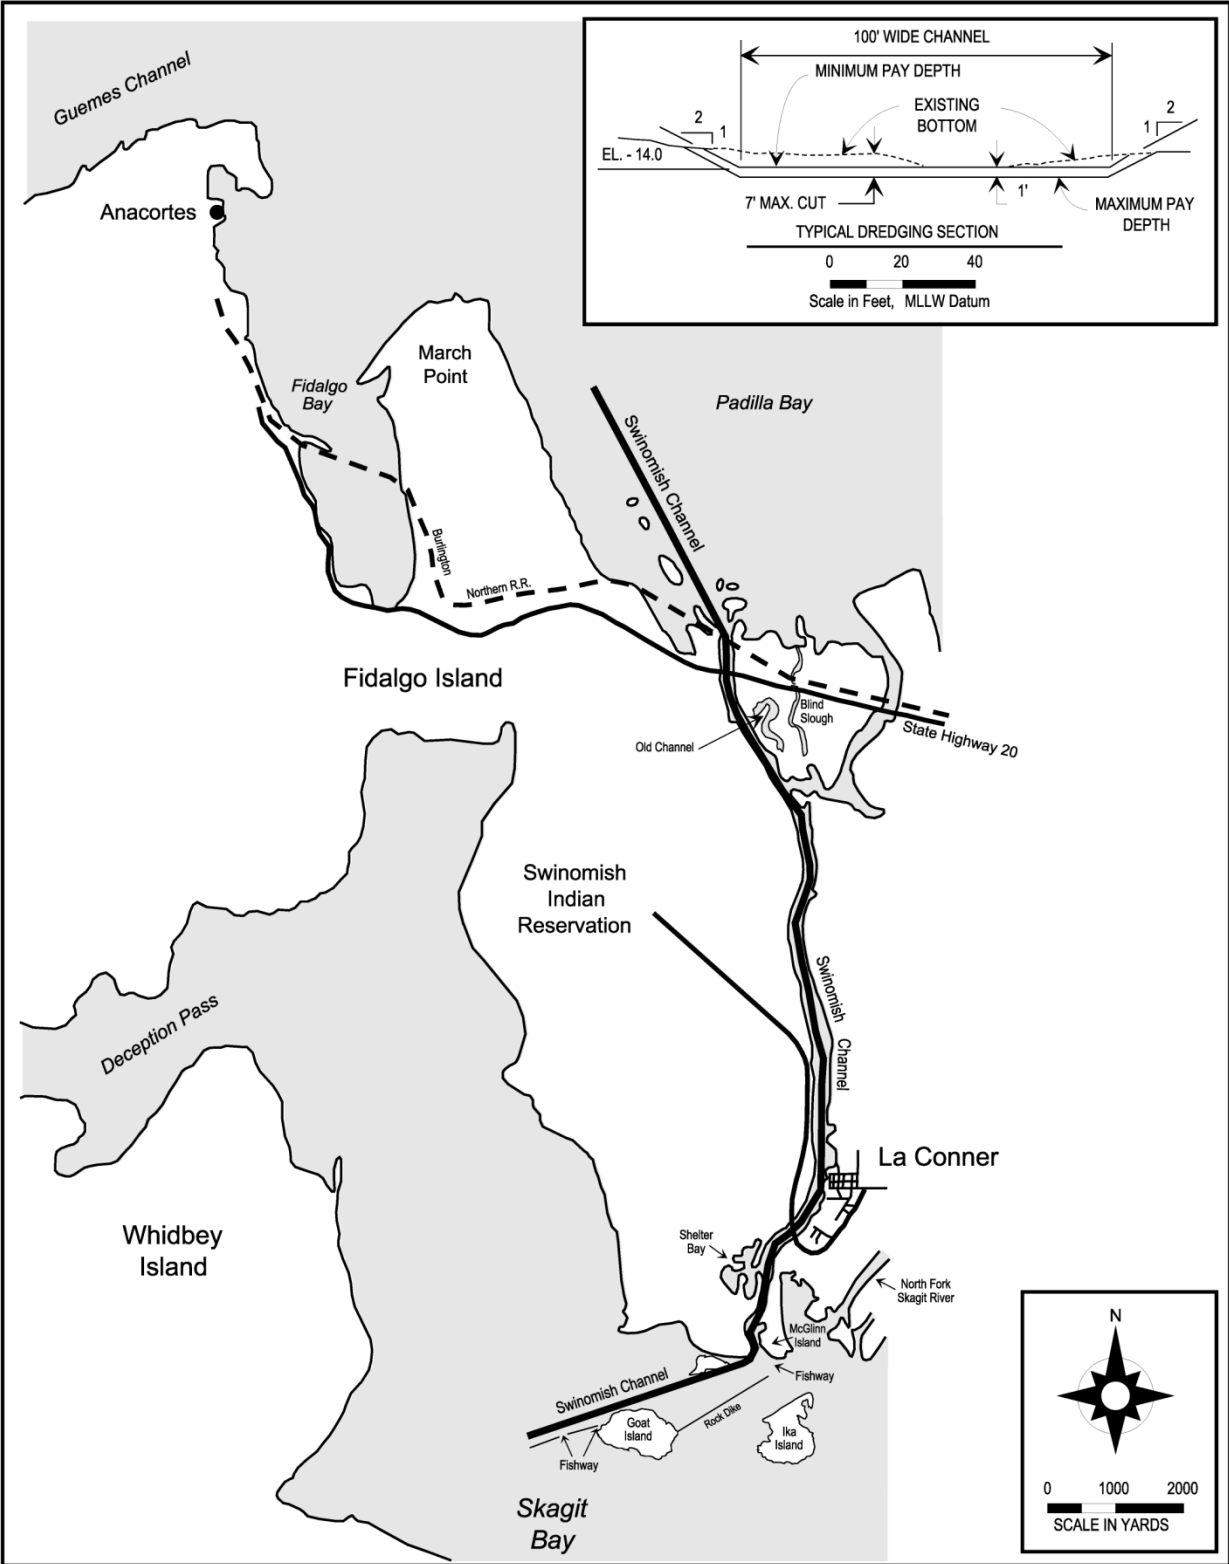 Guemes Channel
Anacortes
100' WIDE CHANNEL
MINIMUM PAY DEPTH
EXISTING
BOTTOM
2
1
2
1
EL. - 14.0
7' MAX. CUT
1'
MAXIMUM PAY
DEPTH
TYPICAL DREDGING SECTION
0 20 40
Scale in Feet, MLLW Datum
March
Point
Fidalgo
Bay
Padilla Bay
Swinomish Channel
Burlington
Northern R.R.
Fidalgo Island
Blind
Slough
Old Channel
State Highway 20
Swinomish
Indian
Reservation
Swinomish
Channel
Deception Pass
La Conner
Whidbey
Island
Shelter
Bay
North Fork
Skagit River
McGlinn
Island
Fishway
Swinomish Channel
Rock Dike
Goat
Island
Ika
Island
Fishway
Skagit
Bay
N
0 1000 2000
SCALE IN YARDS